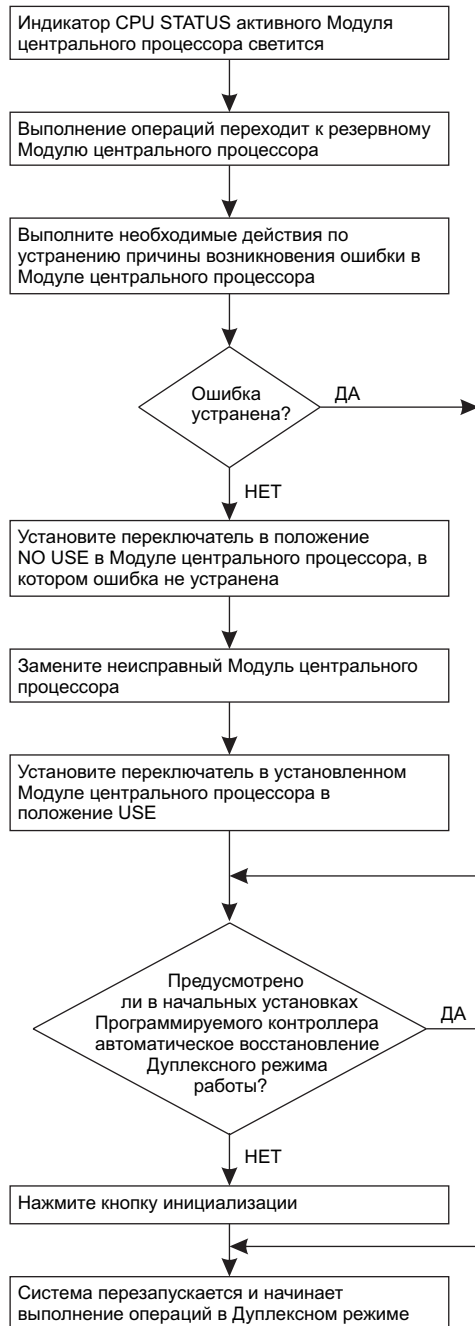 Индикатор CPU STATUS активного Модуля
центрального процессора светится
Выполнение операций переходит к резервному
Модулю центрального процессора
Выполните необходимые действия по
устранению причины возникновения ошибки в
Модуле центрального процессора
Ошибка
устранена?
ДА
НЕТ
Установите переключатель в положение
NO USE в Модуле центрального процессора, в
котором ошибка не устранена
Замените неисправный Модуль центрального
процессора
Установите переключатель в установленном
Модуле центрального процессора в
положение USE
Предусмотрено
ли в начальных установках
Программируемого контроллера
автоматическое восстановление
Дуплексного режима
работы?
ДА
НЕТ
Нажмите кнопку инициализации
Система перезапускается и начинает
выполнение операций в Дуплексном режиме